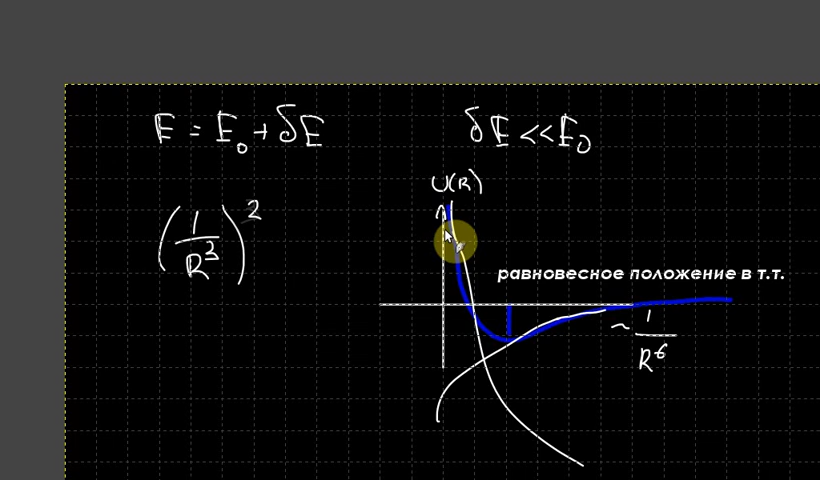 E = E₀ + δE
δE << E₀
(1/R³)²
U(R)
равновесное положение в т.т.
~ 1/R⁶